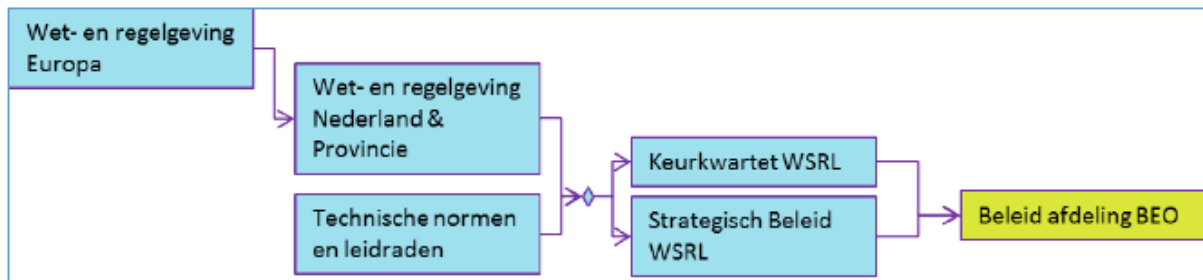 Wet- en regelgeving
Europa
Wet- en regelgeving
Nederland &
Provincie
Technische normen
en leidraden
Keurkwartet WSRL
Strategisch Beleid
WSRL
Beleid afdeling BEO